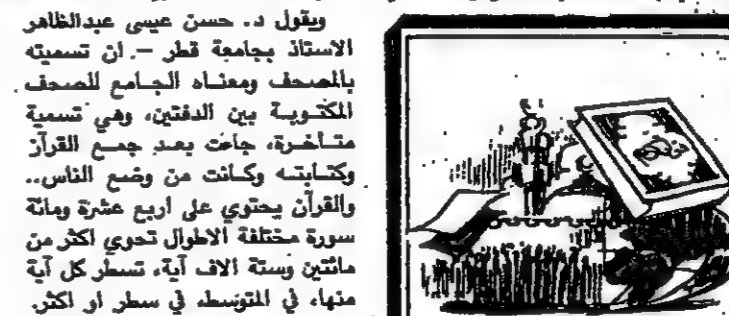 ويقول د. حسن عيسى عبدالظاهر
الاستاذ بجامعة قطر – ان تسميته
بالمصحف ومعناه الجامع للصحف
المكتوبة بين الدفتين، وهي تسمية
متأخرة، جاءت بعد جمع القرآن
وكتابته وكانت من وضع الناس..
والقرآن يحتوي على اربع عشرة ومائة
سورة مختلفة الاطوال تحوي اكثر من
مائتين وستة الاف آية، تسطر كل آية
منها، في المتوسط، في سطر او اكثر.